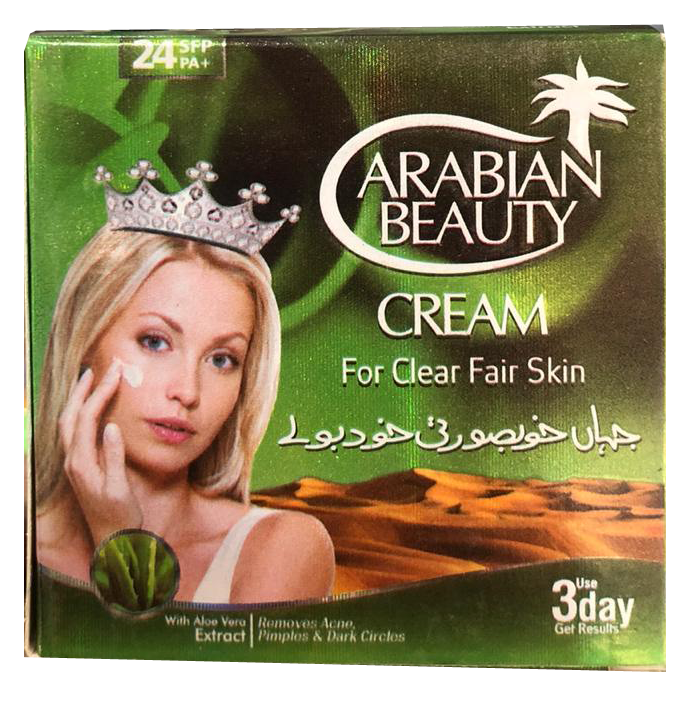 24 SFP
PA+
ARABIAN
BEAUTY
CREAM
For Clear Fair Skin
جہاں خوبصورتی خود بولے
With Aloe Vera
Extract
Removes Acne,
Pimples & Dark Circles
Use
3day
Get Results